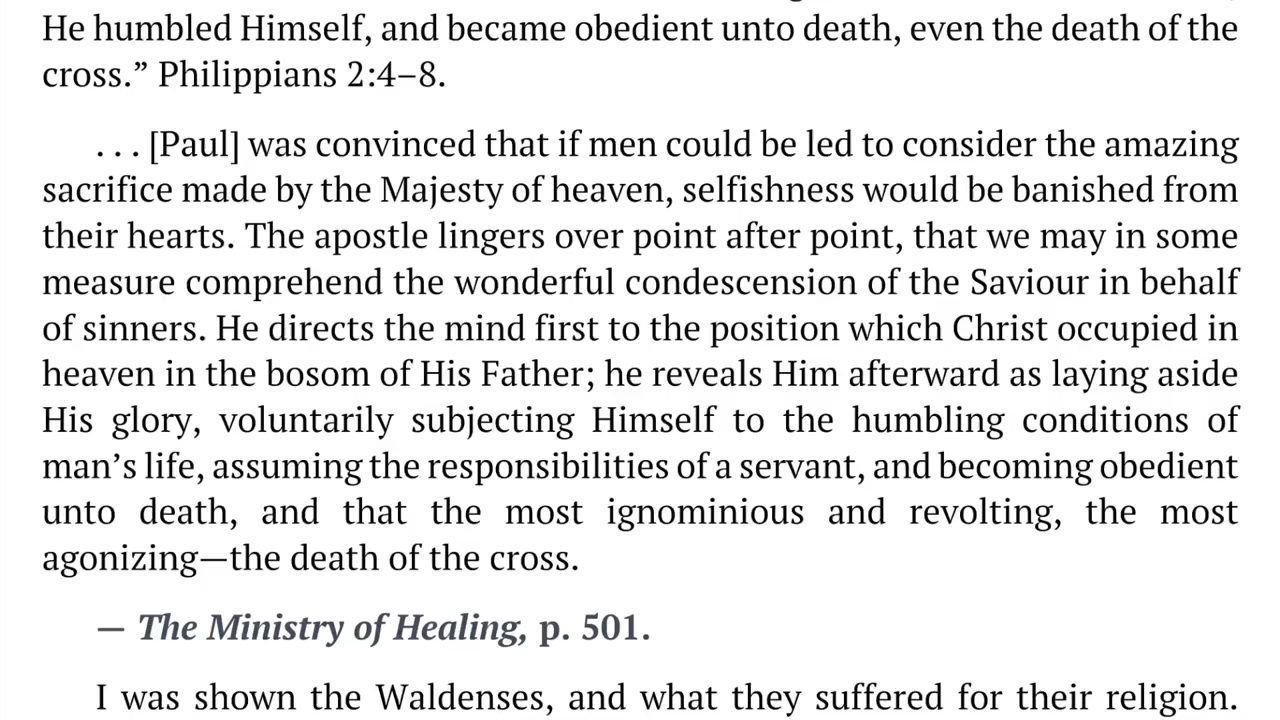 He humbled Himself, and became obedient unto death, even the death of the
cross.” Philippians 2:4–8.
. . . [Paul] was convinced that if men could be led to consider the amazing
sacrifice made by the Majesty of heaven, selfishness would be banished from
their hearts. The apostle lingers over point after point, that we may in some
measure comprehend the wonderful condescension of the Saviour in behalf
of sinners. He directs the mind first to the position which Christ occupied in
heaven in the bosom of His Father; he reveals Him afterward as laying aside
His glory, voluntarily subjecting Himself to the humbling conditions of
man’s life, assuming the responsibilities of a servant, and becoming obedient
unto death, and that the most ignominious and revolting, the most
agonizing—the death of the cross.
— The Ministry of Healing, p. 501.
I was shown the Waldenses, and what they suffered for their religion.